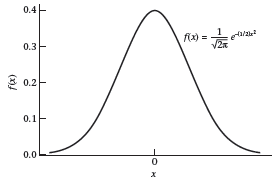 0.4
f(x) = 1/√2π e^-(1/2)x²
0.3
f(x)
0.2
0.1
0.0
0
x